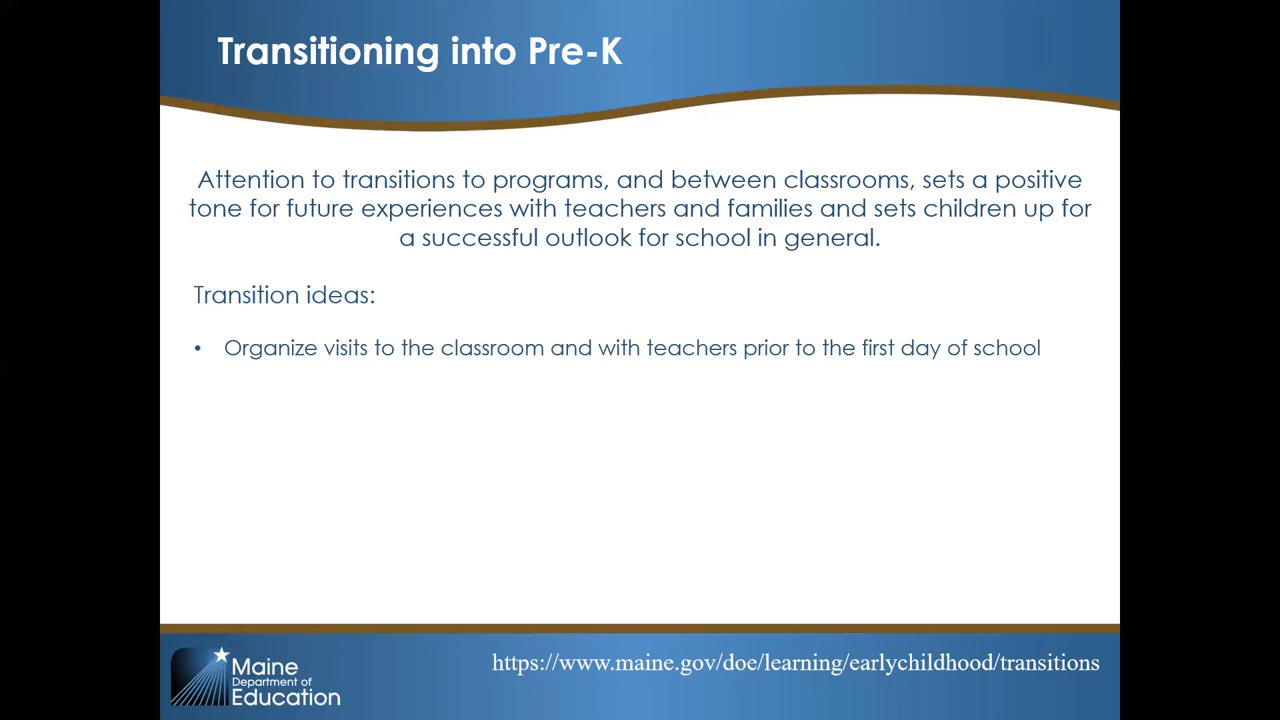 Transitioning into Pre-K
Attention to transitions to programs, and between classrooms, sets a positive
tone for future experiences with teachers and families and sets children up for
a successful outlook for school in general.
Transition ideas:
• Organize visits to the classroom and with teachers prior to the first day of school
Maine
Department of
Education
https://www.maine.gov/doe/learning/earlychildhood/transitions